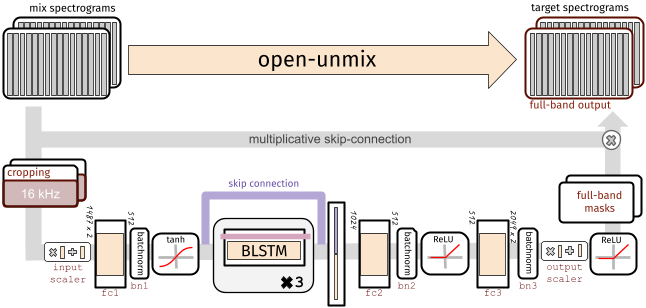 mix spectrograms
target spectrograms
open-unmix
full-band output
multiplicative skip-connection
cropping
16 kHz
skip connection
full-band
masks
1487 x 2
512
1024
512
512
2049 x 2
batchnorm
tanh
BLSTM
×3
batchnorm
ReLU
batchnorm
ReLU
input
scaler
fc1
bn1
fc2
bn2
fc3
bn3
output
scaler